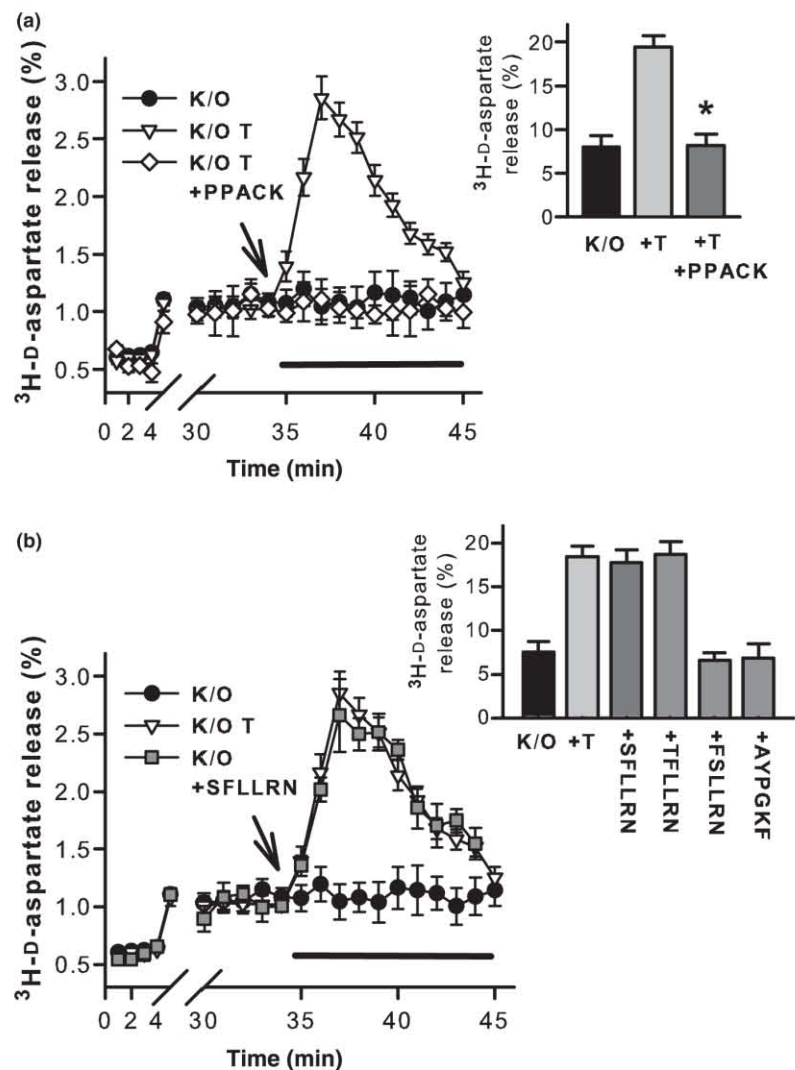 (a)
³H-D-aspartate release (%)
3.0
2.5
2.0
1.5
1.0
0.5
K/O
K/O T
K/O T
+PPACK
0 2 4 30 35 40 45
Time (min)
³H-D-aspartate
release (%)
20
15
10
5
0
*
K/O +T +T
+PPACK
(b)
³H-D-aspartate release (%)
3.0
2.5
2.0
1.5
1.0
0.5
K/O
K/O T
K/O
+SFLLRN
0 2 4 30 35 40 45
Time (min)
³H-D-aspartate
release (%)
20
15
10
5
0
K/O
+T
+SFLLRN
+TFLLRN
+FSLLRN
+AYPGKF